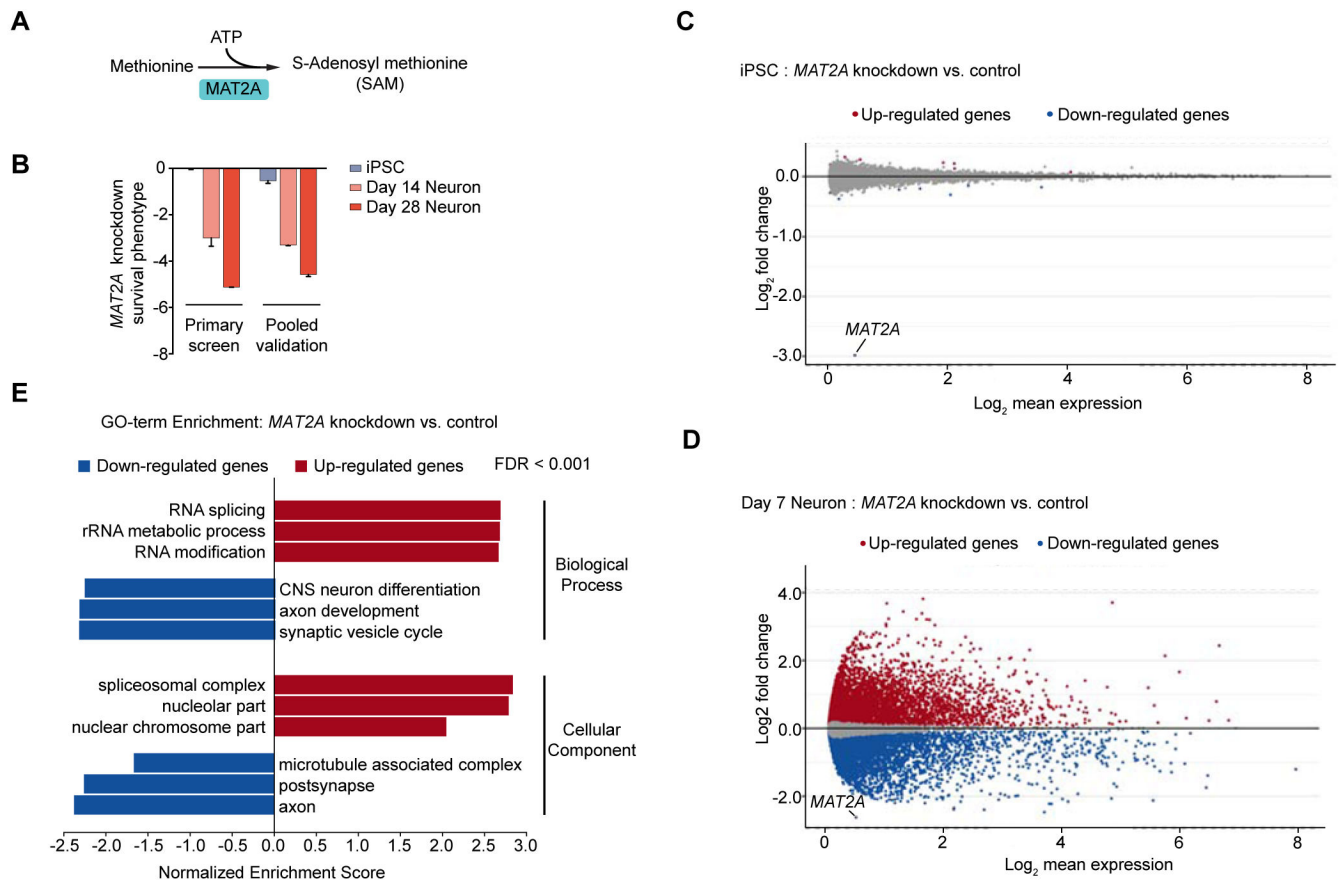 A
ATP
Methionine
S-Adenosyl methionine
(SAM)
MAT2A
B
MAT2A knockdown
survival phenotype
0
-2
-4
-6
-8
iPSC
Day 14 Neuron
Day 28 Neuron
Primary
screen
Pooled
validation
C
iPSC : MAT2A knockdown vs. control
Up-regulated genes
Down-regulated genes
Log2 fold change
0.0
-1.0
-2.0
-3.0
MAT2A
0 2 4 6 8
Log2 mean expression
D
Day 7 Neuron : MAT2A knockdown vs. control
Up-regulated genes
Down-regulated genes
Log2 fold change
4.0
2.0
0.0
-2.0
MAT2A
0 2 4 6 8
Log2 mean expression
E
GO-term Enrichment: MAT2A knockdown vs. control
Down-regulated genes
Up-regulated genes
FDR < 0.001
RNA splicing
rRNA metabolic process
RNA modification
CNS neuron differentiation
axon development
synaptic vesicle cycle
Biological
Process
spliceosomal complex
nucleolar part
nuclear chromosome part
microtubule associated complex
postsynapse
axon
Cellular
Component
-2.5 -2.0 -1.5 -1.0 -0.5 0.0 0.5 1.0 1.5 2.0 2.5 3.0
Normalized Enrichment Score